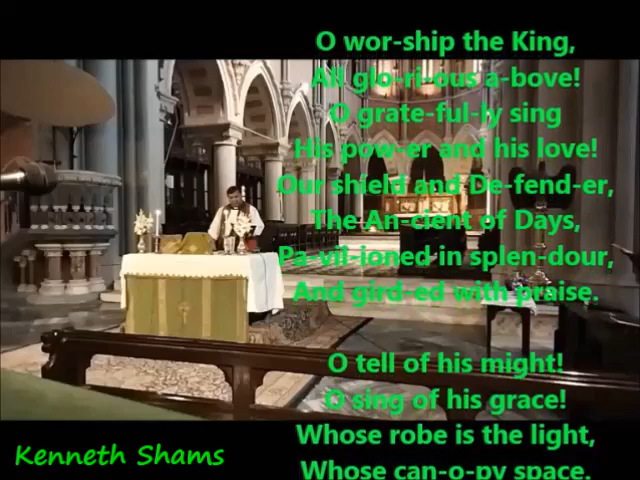 O wor-ship the King,
All glo-ri-ous a-bove!
O grate-ful-ly sing
His pow-er and his love!
Our shield and De-fend-er,
The An-cient of Days,
Pa-vil-ioned in splen-dour,
And gird-ed with praise.
O tell of his might!
O sing of his grace!
Whose robe is the light,
Whose can-o-py space.
Kenneth Shams